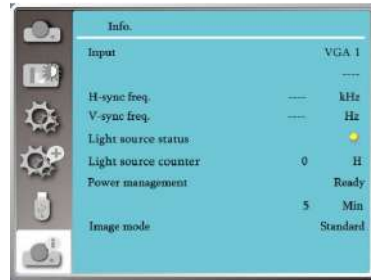 Info.
Input VGA 1
----
H-sync freq. ---- kHz
V-sync freq. ---- Hz
Light source status
Light source counter 0 H
Power management Ready
5 Min
Image mode Standard